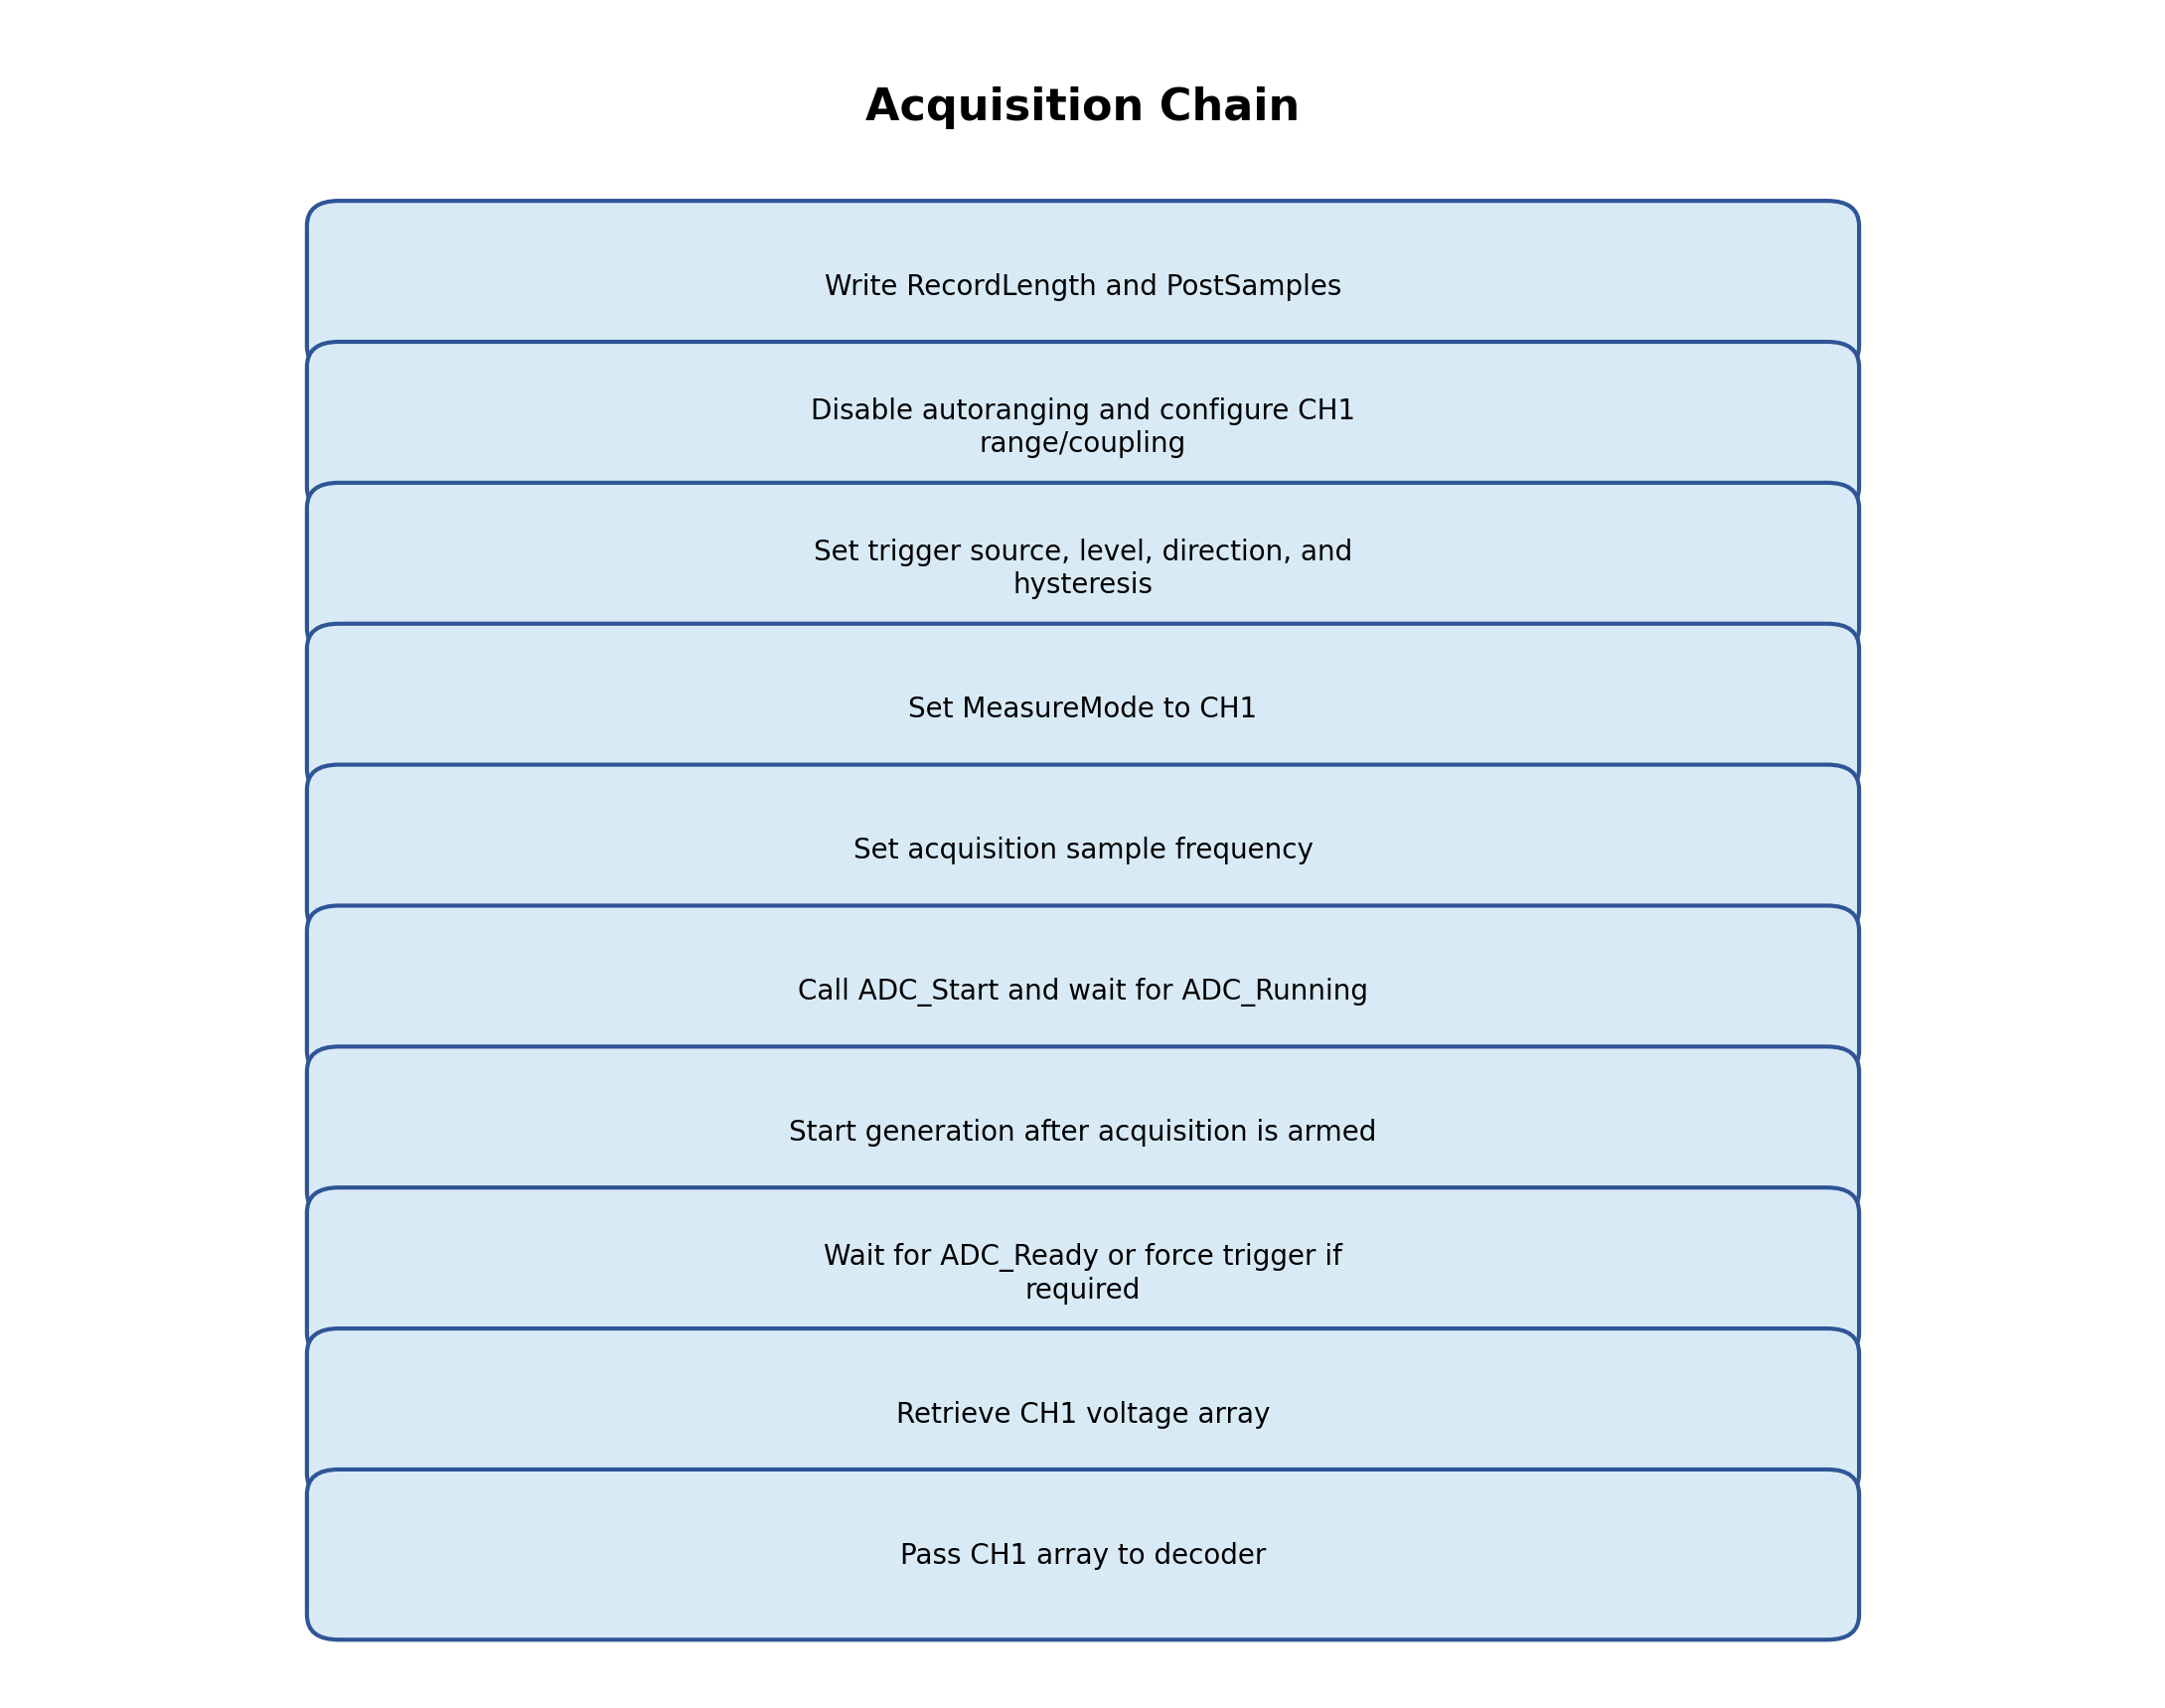 Acquisition Chain
Write RecordLength and PostSamples
Disable autoranging and configure CH1
range/coupling
Set trigger source, level, direction, and
hysteresis
Set MeasureMode to CH1
Set acquisition sample frequency
Call ADC_Start and wait for ADC_Running
Start generation after acquisition is armed
Wait for ADC_Ready or force trigger if
required
Retrieve CH1 voltage array
Pass CH1 array to decoder